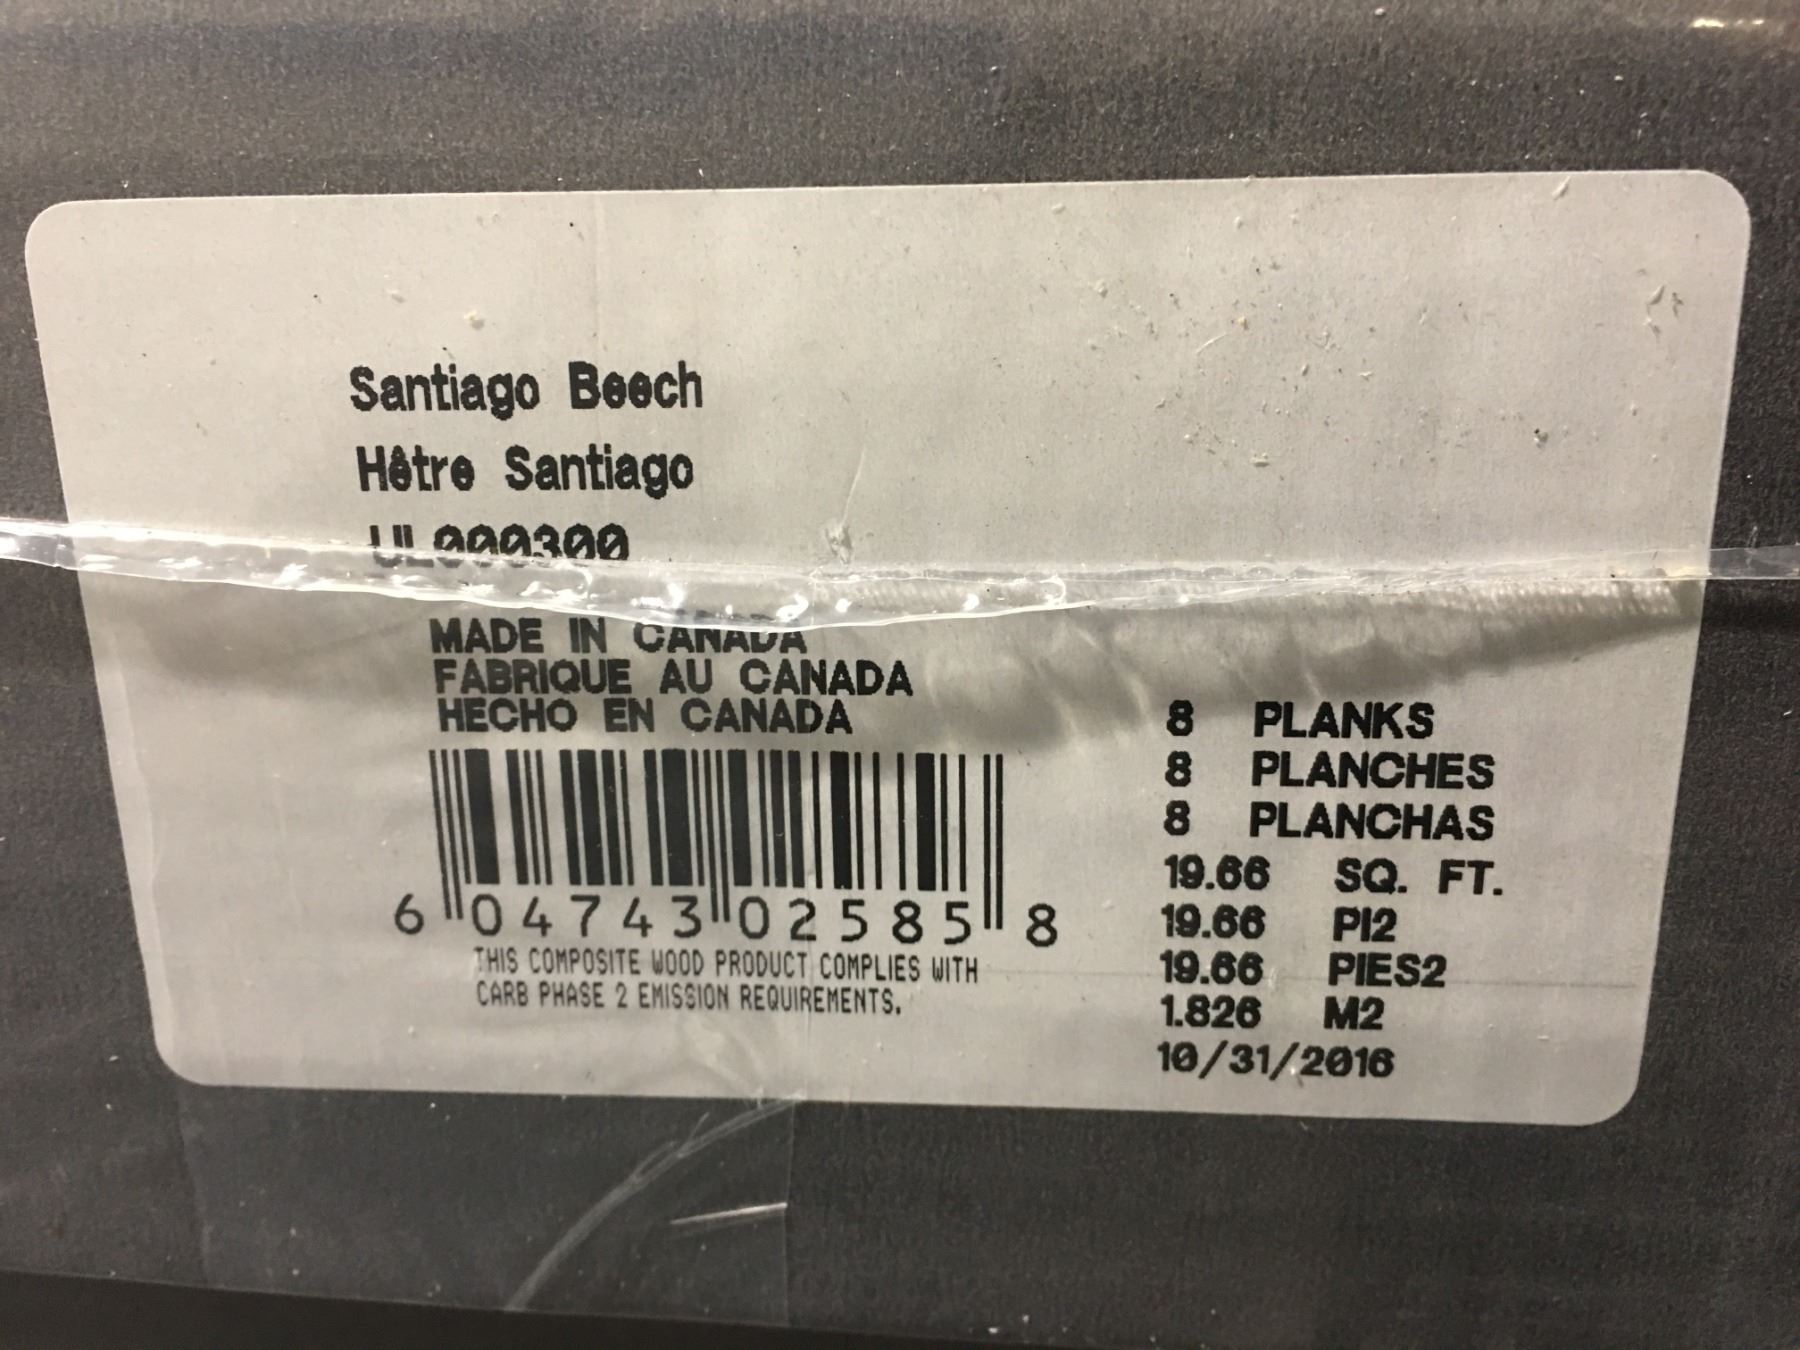 Santiago Beech
Hêtre Santiago
UL000300
MADE IN CANADA
FABRIQUE AU CANADA
HECHO EN CANADA
6 04743 02585 8
THIS COMPOSITE WOOD PRODUCT COMPLIES WITH
CARB PHASE 2 EMISSION REQUIREMENTS.
8 PLANKS
8 PLANCHES
8 PLANCHAS
19.66 SQ. FT.
19.66 PI2
19.66 PIES2
1.826 M2
10/31/2016